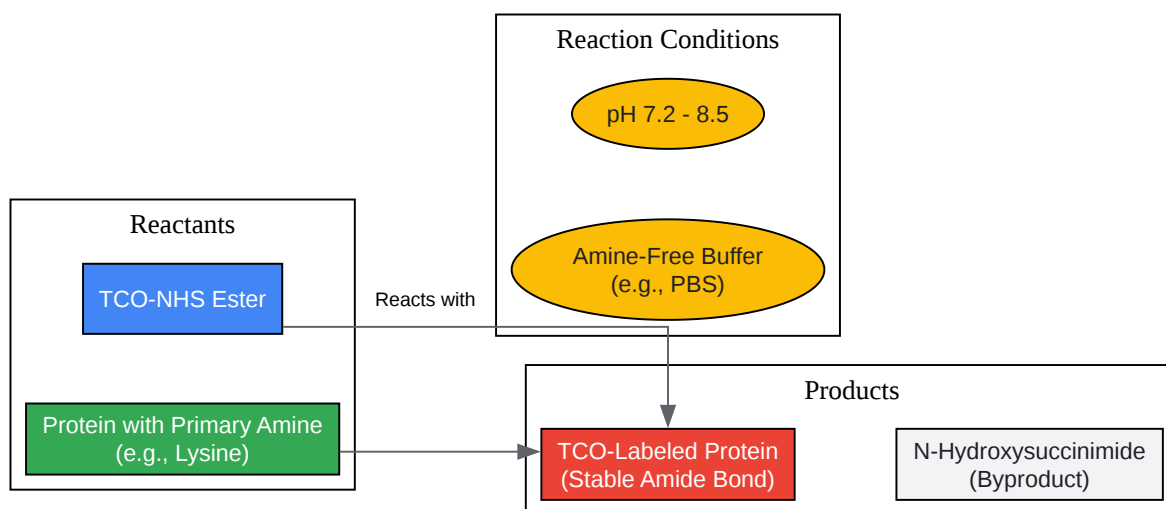 Reaction Conditions
pH 7.2 - 8.5
Amine-Free Buffer
(e.g., PBS)
Reactants
TCO-NHS Ester
Reacts with
Protein with Primary Amine
(e.g., Lysine)
Products
TCO-Labeled Protein
(Stable Amide Bond)
N-Hydroxysuccinimide
(Byproduct)